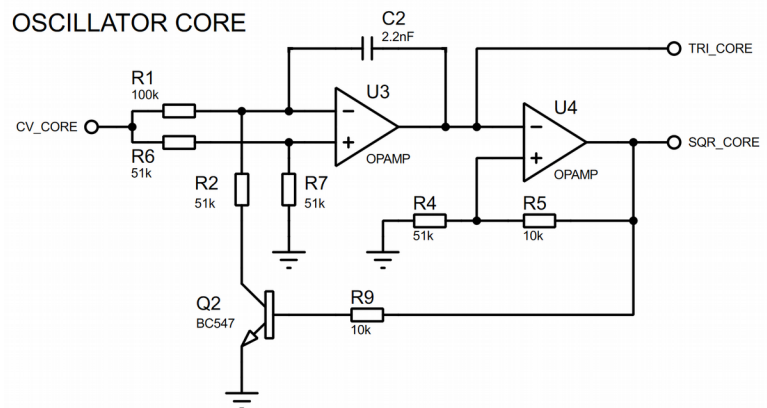 OSCILLATOR CORE
C2
2.2nF
TRI_CORE
R1
100k
U3
U4
CV_CORE
SQR_CORE
R6
51k
OPAMP
OPAMP
R2
51k
R7
51k
R4
51k
R5
10k
Q2
BC547
R9
10k